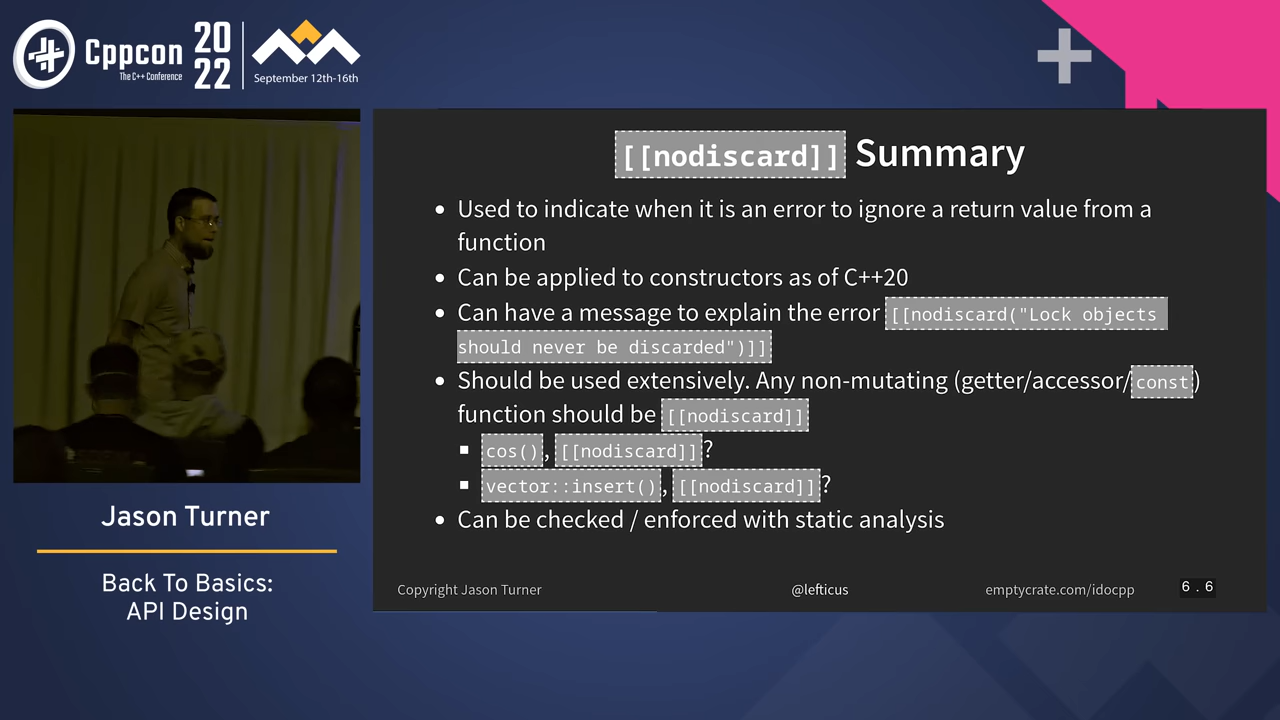 Cppcon
The C++ Conference
20
22
September 12th-16th
[[nodiscard]] Summary
• Used to indicate when it is an error to ignore a return value from a
function
• Can be applied to constructors as of C++20
• Can have a message to explain the error [[nodiscard("Lock objects
should never be discarded")]]
• Should be used extensively. Any non-mutating (getter/accessor/const)
function should be [[nodiscard]]
▪ cos(), [[nodiscard]]?
▪ vector::insert(), [[nodiscard]]?
• Can be checked / enforced with static analysis
Copyright Jason Turner
@lefticus
emptycrate.com/idocpp
6.6
Jason Turner
Back To Basics:
API Design